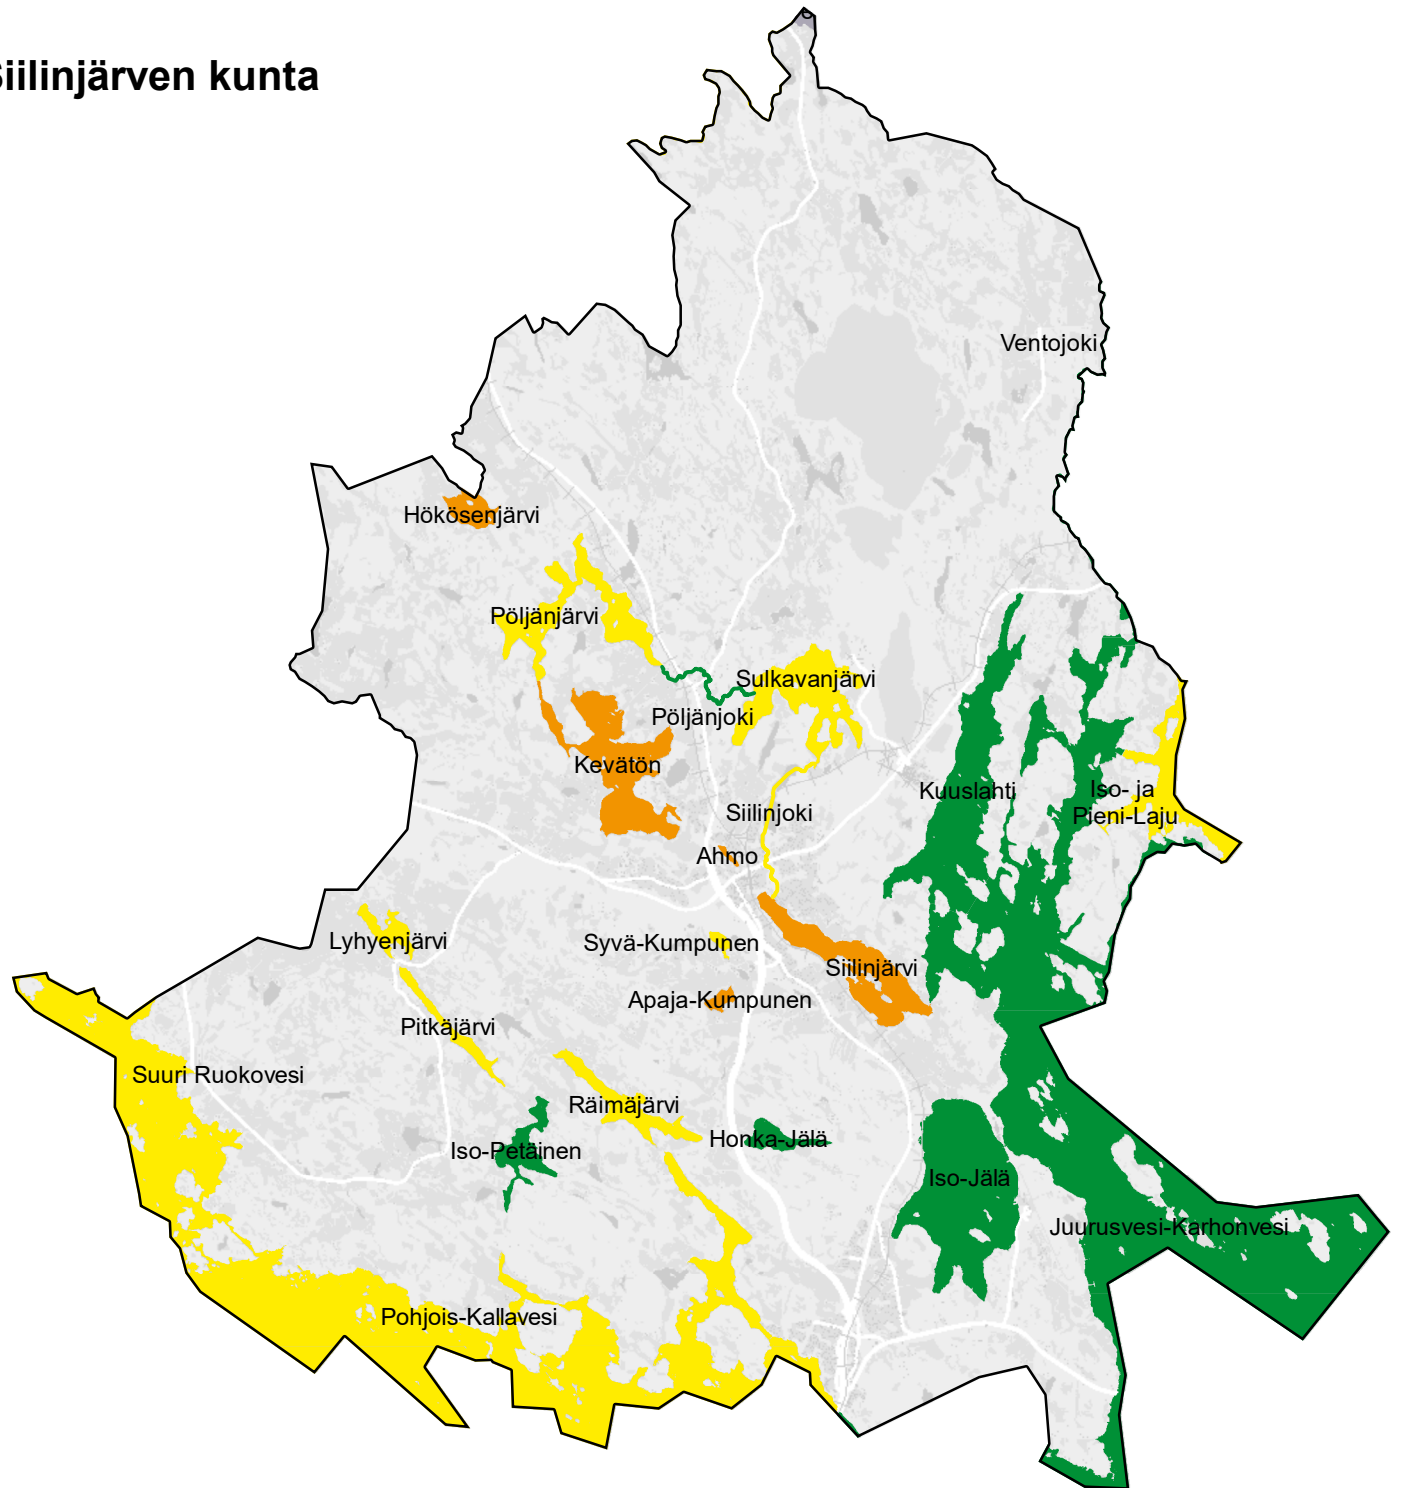 Siilinjärven kunta
Ventojoki
Hökösenjärvi
Pöljänjärvi
Sulkavanjärvi
Pöljänjoki
Kevätön
Kuuslahti
Iso- ja
Pieni-Laju
Siilinjoki
Ahmo
Lyhyenjärvi
Syvä-Kumpunen
Siilinjärvi
Apaja-Kumpunen
Pitkäjärvi
Suuri Ruokovesi
Räimäjärvi
Honka-Jälä
Iso-Petäinen
Iso-Jälä
Juurusvesi-Karhonvesi
Pohjois-Kallavesi